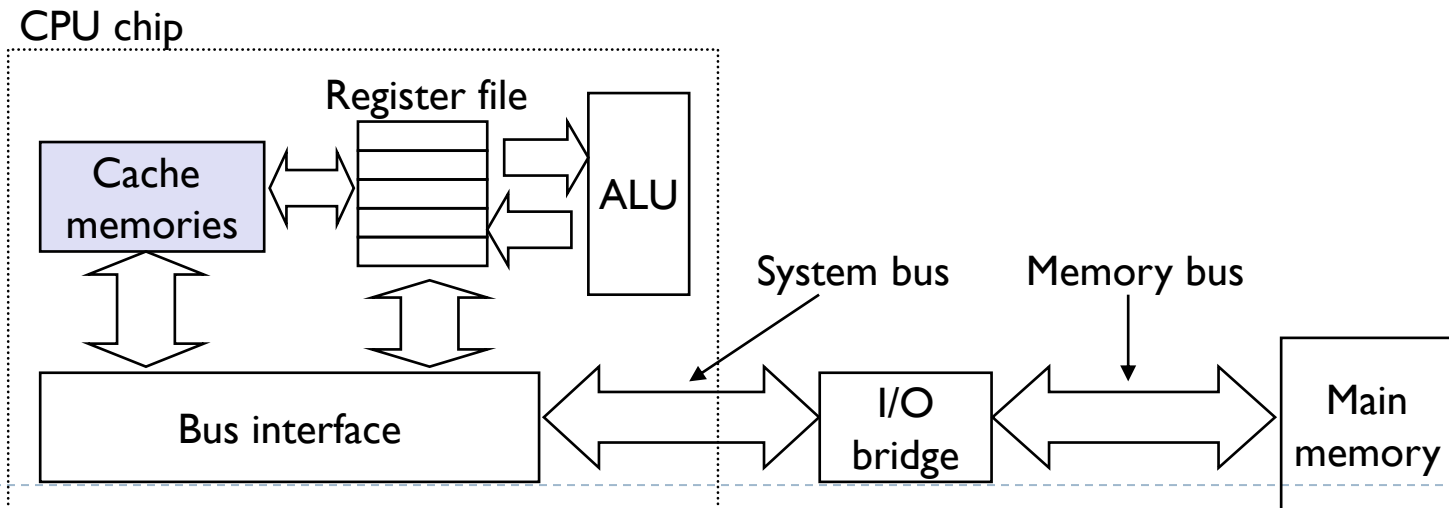 CPU chip
Register file
Cache
memories
ALU
System bus
Memory bus
Bus interface
I/O
bridge
Main
memory